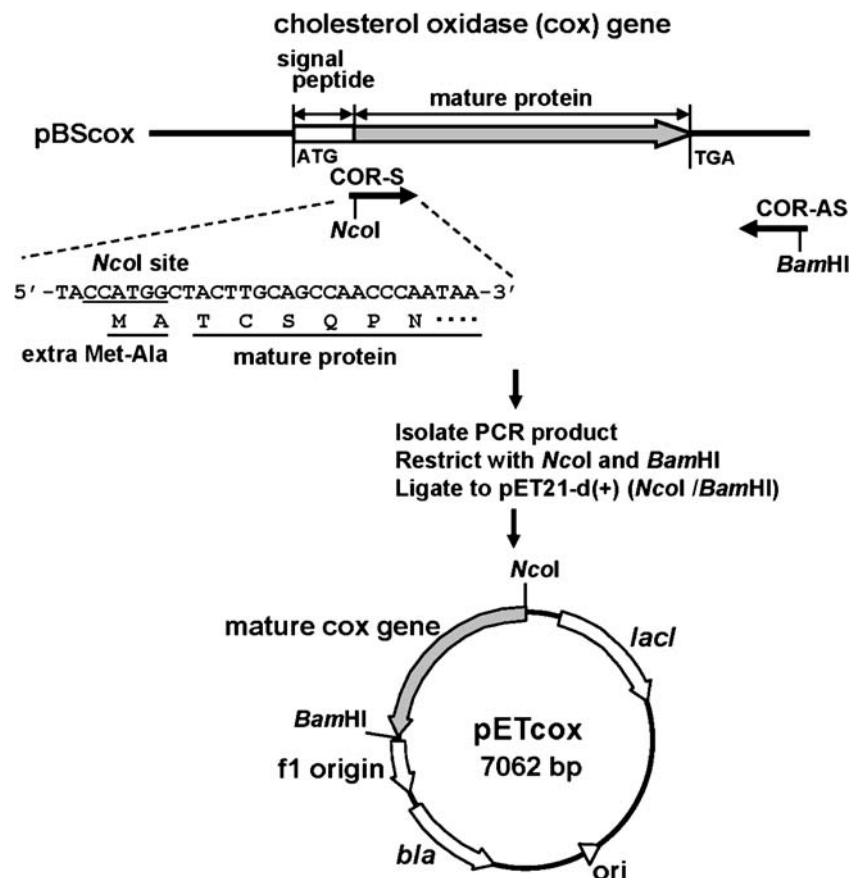 cholesterol oxidase (cox) gene
signal
peptide
mature protein
pBScox
ATG
TGA
COR-S
COR-AS
NcoI
BamHI
NcoI site
5'-TACCATGGCTACTTGCAGCCAACCCAATAA-3'
M A T C S Q P N ····
extra Met-Ala
mature protein
Isolate PCR product
Restrict with NcoI and BamHI
Ligate to pET21-d(+) (NcoI /BamHI)
NcoI
mature cox gene
lacI
BamHI
pETcox
7062 bp
f1 origin
bla
ori